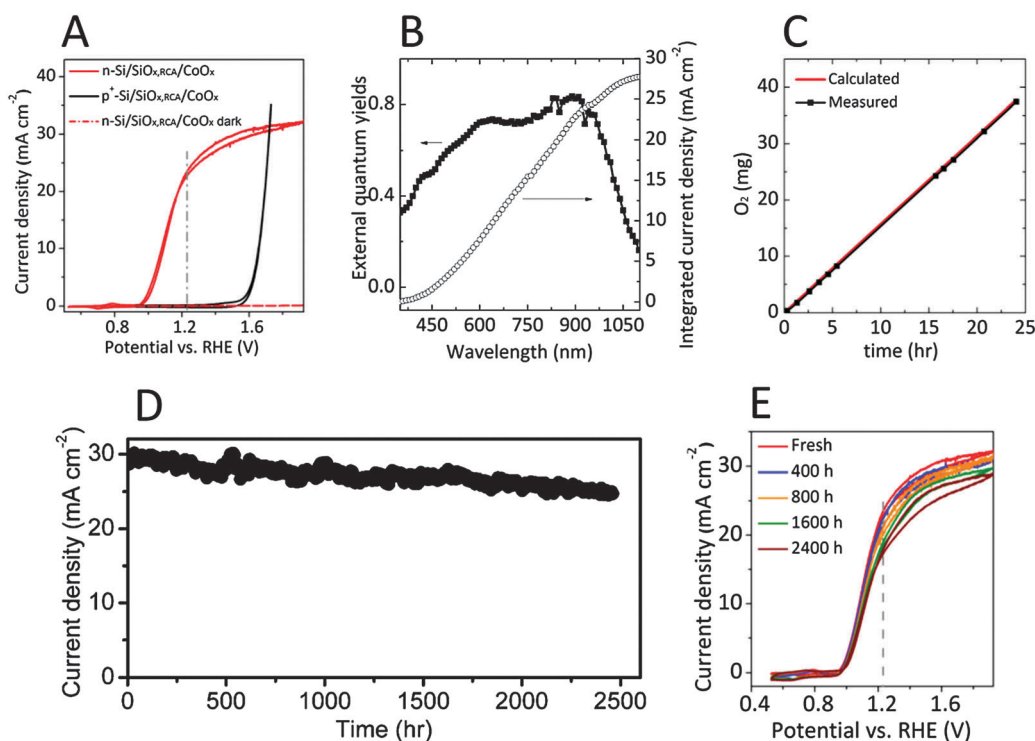 A
Current density (mA cm⁻²)
40
30
20
10
0
n-Si/SiOₓ,RCA/CoOₓ
p⁺-Si/SiOₓ,RCA/CoOₓ
n-Si/SiOₓ,RCA/CoOₓ dark
0.8 1.2 1.6
Potential vs. RHE (V)
B
External quantum yields
0.8
0.4
0.0
30
25
20
15
10
5
0
Integrated current density (mA cm⁻²)
450 600 750 900 1050
Wavelength (nm)
C
O₂ (mg)
60
40
20
0
Calculated
Measured
0 5 10 15 20 25
time (hr)
D
Current density (mA cm⁻²)
30
20
10
0
0 500 1000 1500 2000 2500
Time (hr)
E
Current density (mA cm⁻²)
40
30
20
10
0
Fresh
400 h
800 h
1600 h
2400 h
0.4 0.8 1.2 1.6
Potential vs. RHE (V)